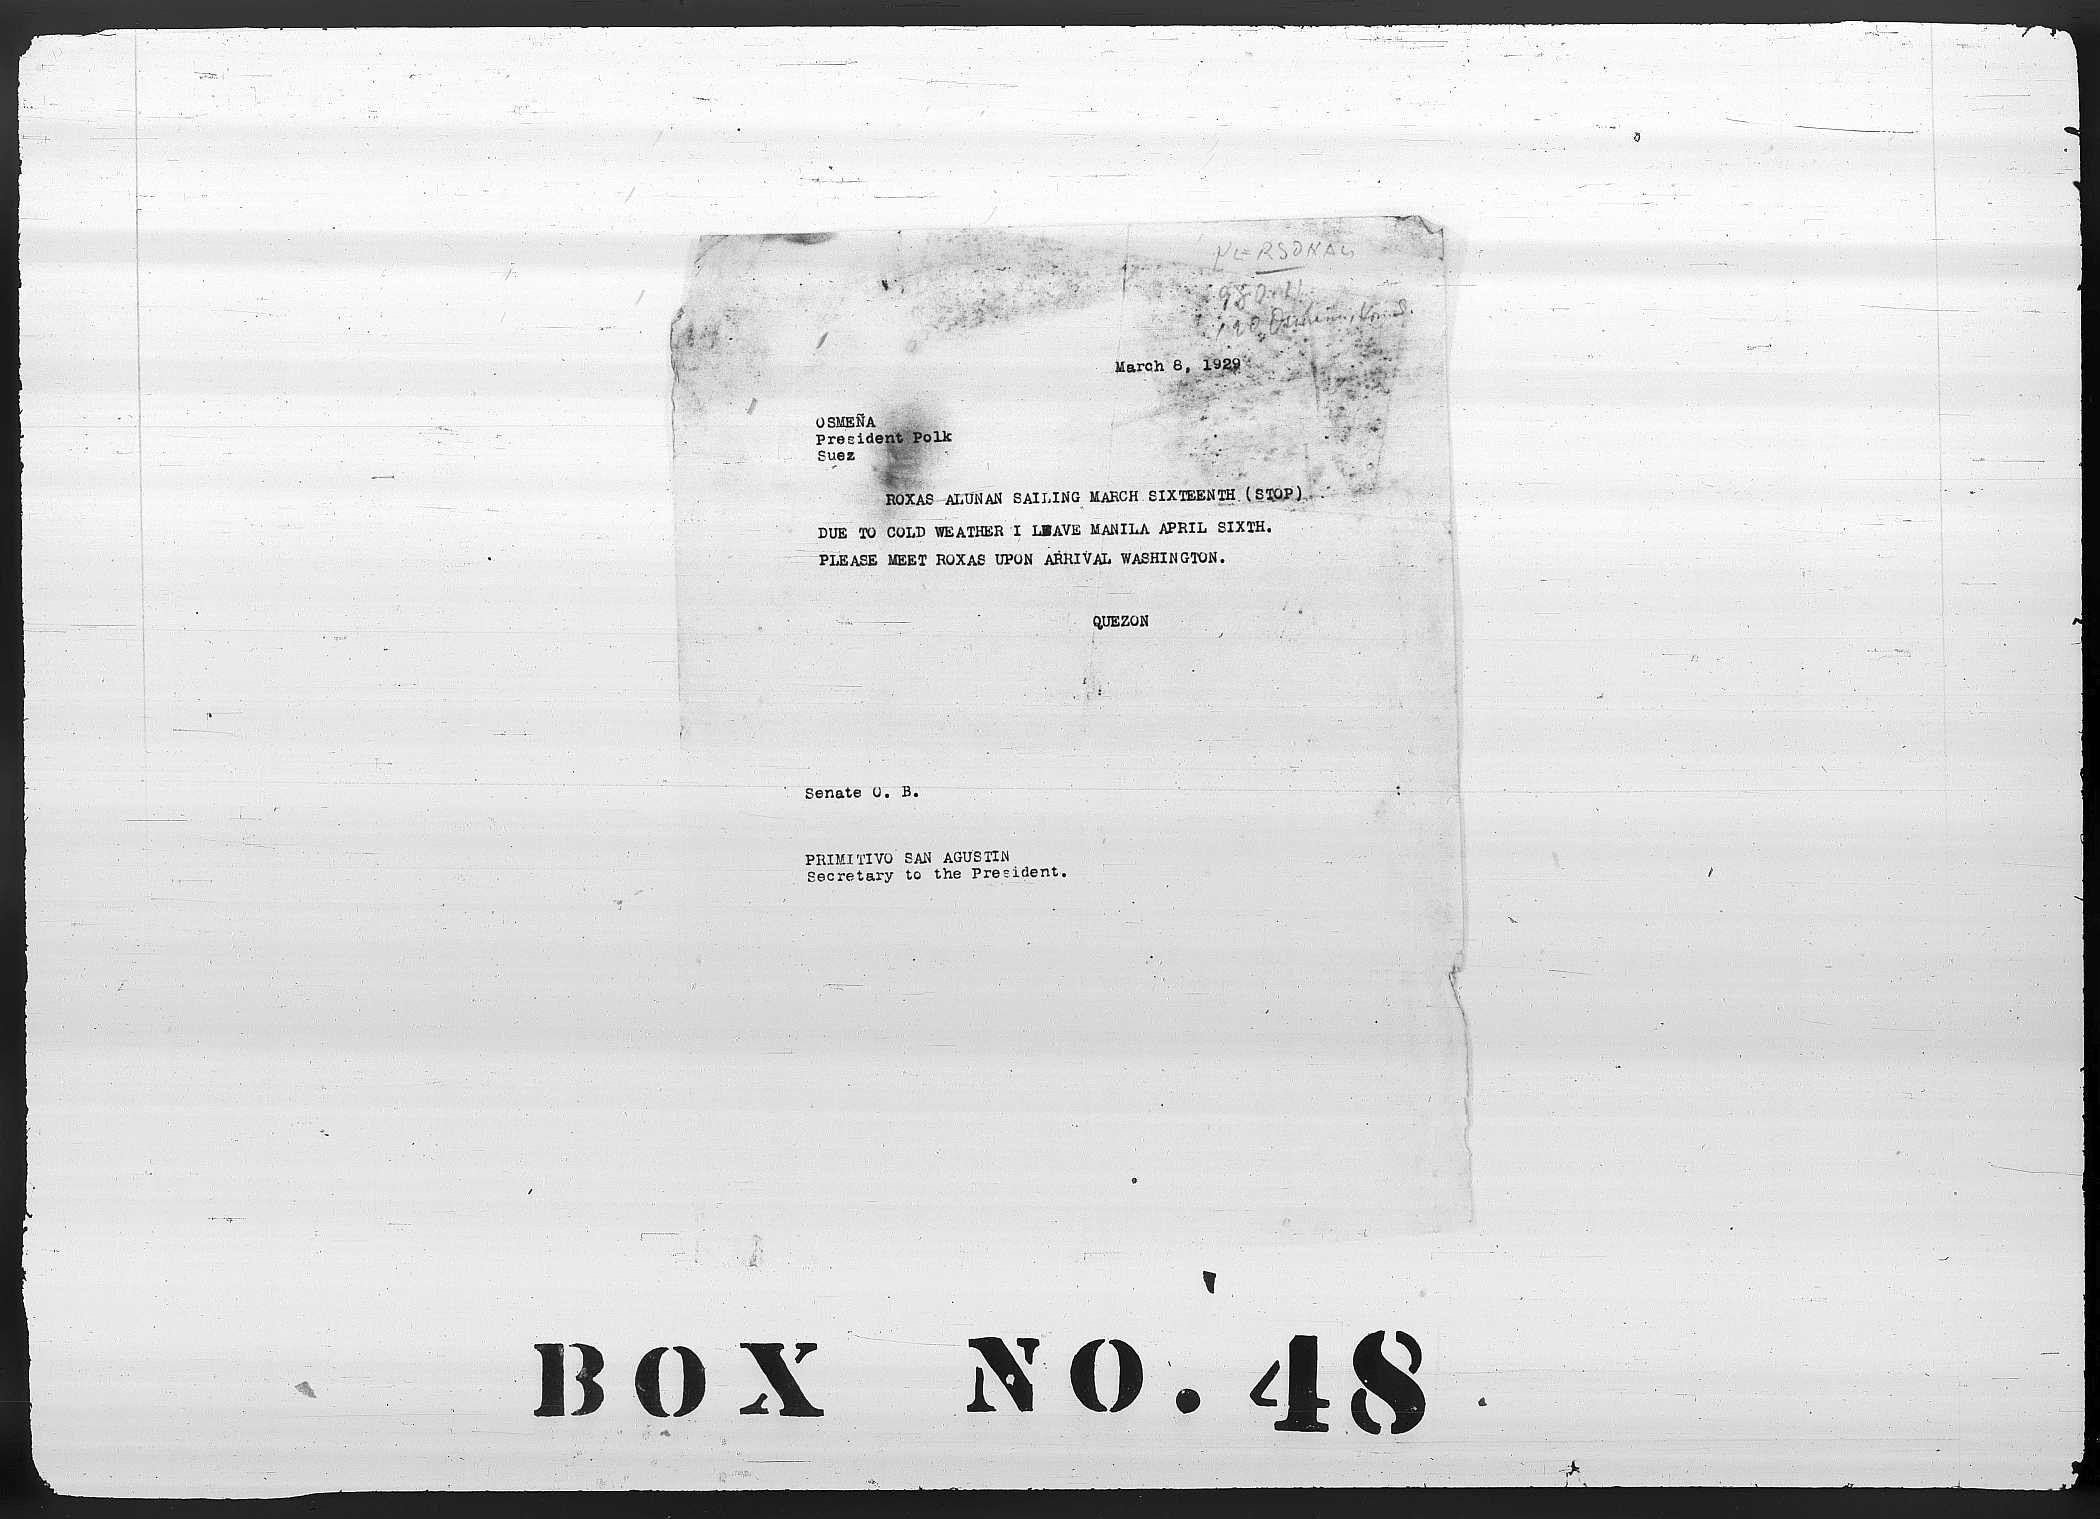 PERSONAL
March 8, 1929
OSMEÑA
President Polk
Suez
ROXAS ALUNAN SAILING MARCH SIXTEENTH (STOP)
DUE TO COLD WEATHER I LEAVE MANILA APRIL SIXTH.
PLEASE MEET ROXAS UPON ARRIVAL WASHINGTON.
QUEZON
Senate O. B.
PRIMITIVO SAN AGUSTIN
Secretary to the President.
BOX NO. 48